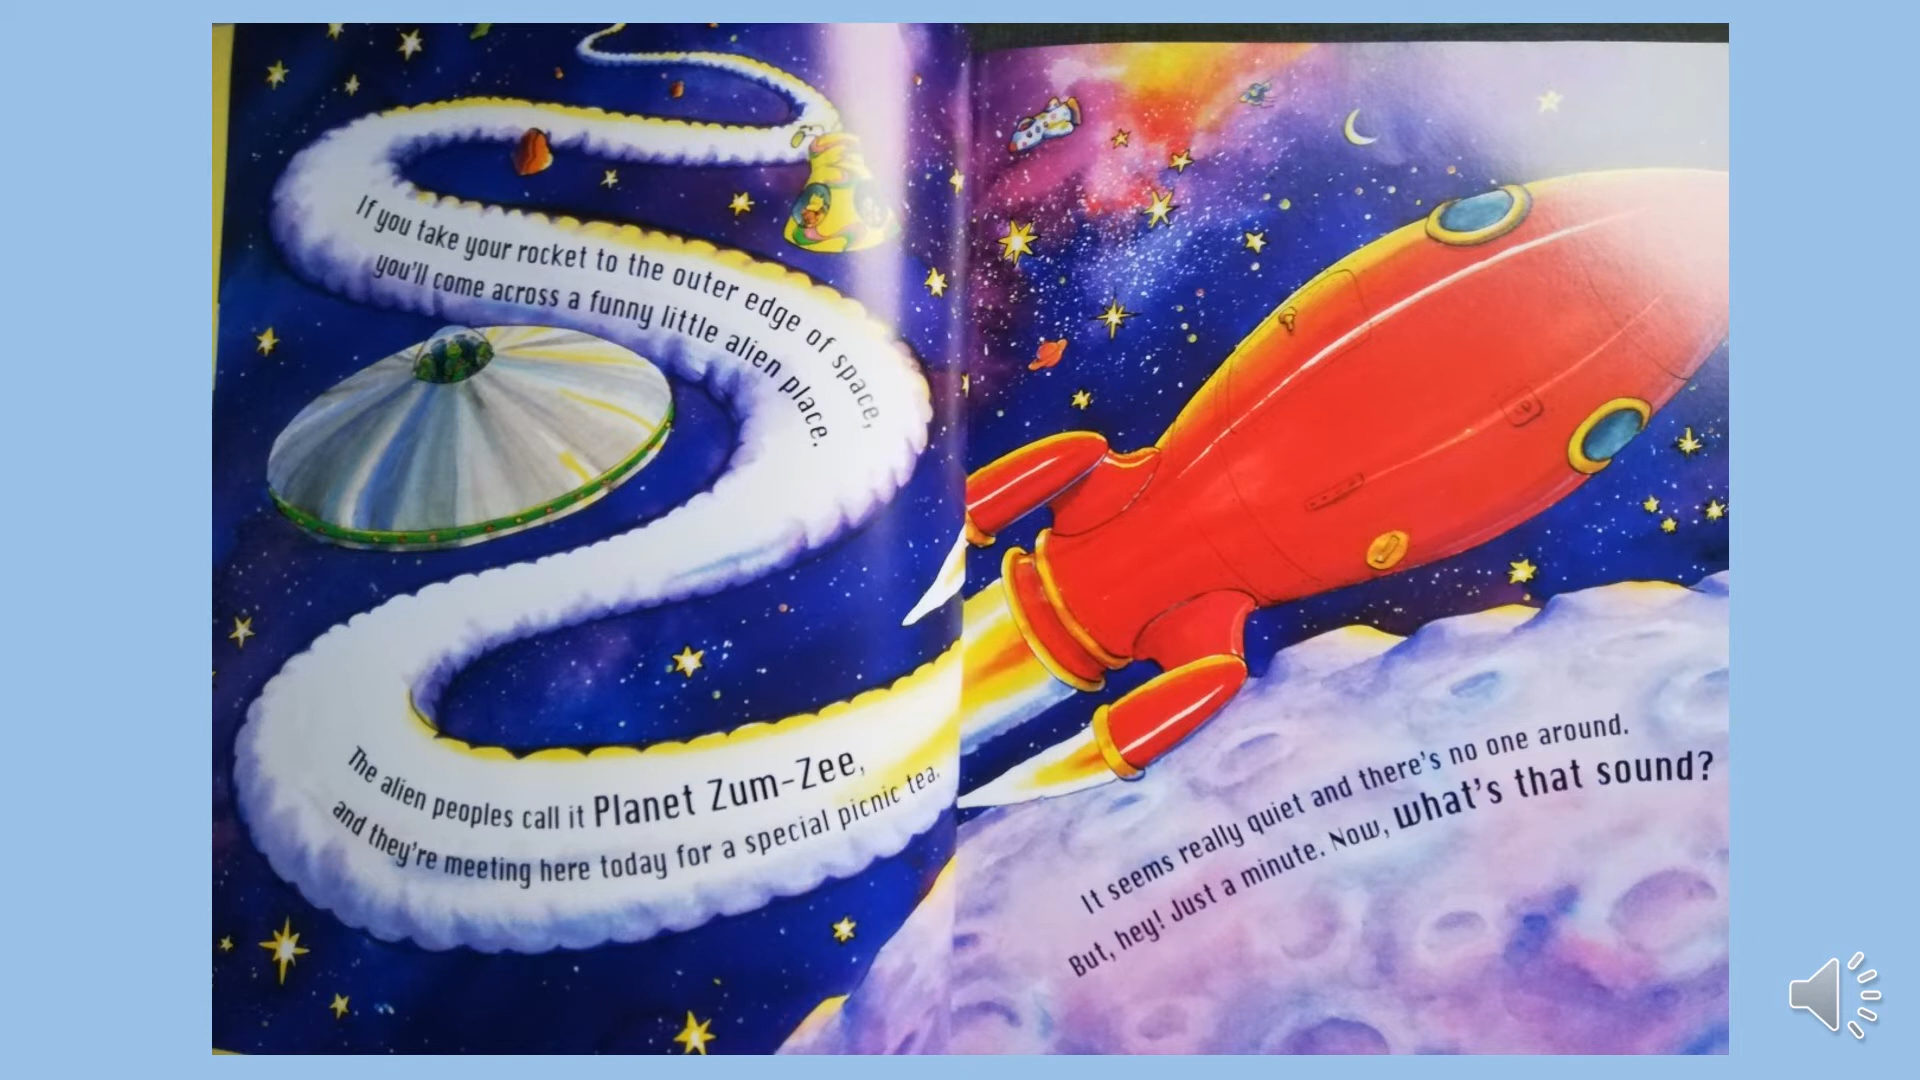 If you take your rocket to the outer edge of space,
you'll come across a funny little alien place.
The alien peoples call it Planet Zum-Zee,
and they're meeting here today for a special picnic tea.
It seems really quiet and there's no one around.
But, hey! Just a minute. Now, what's that sound?